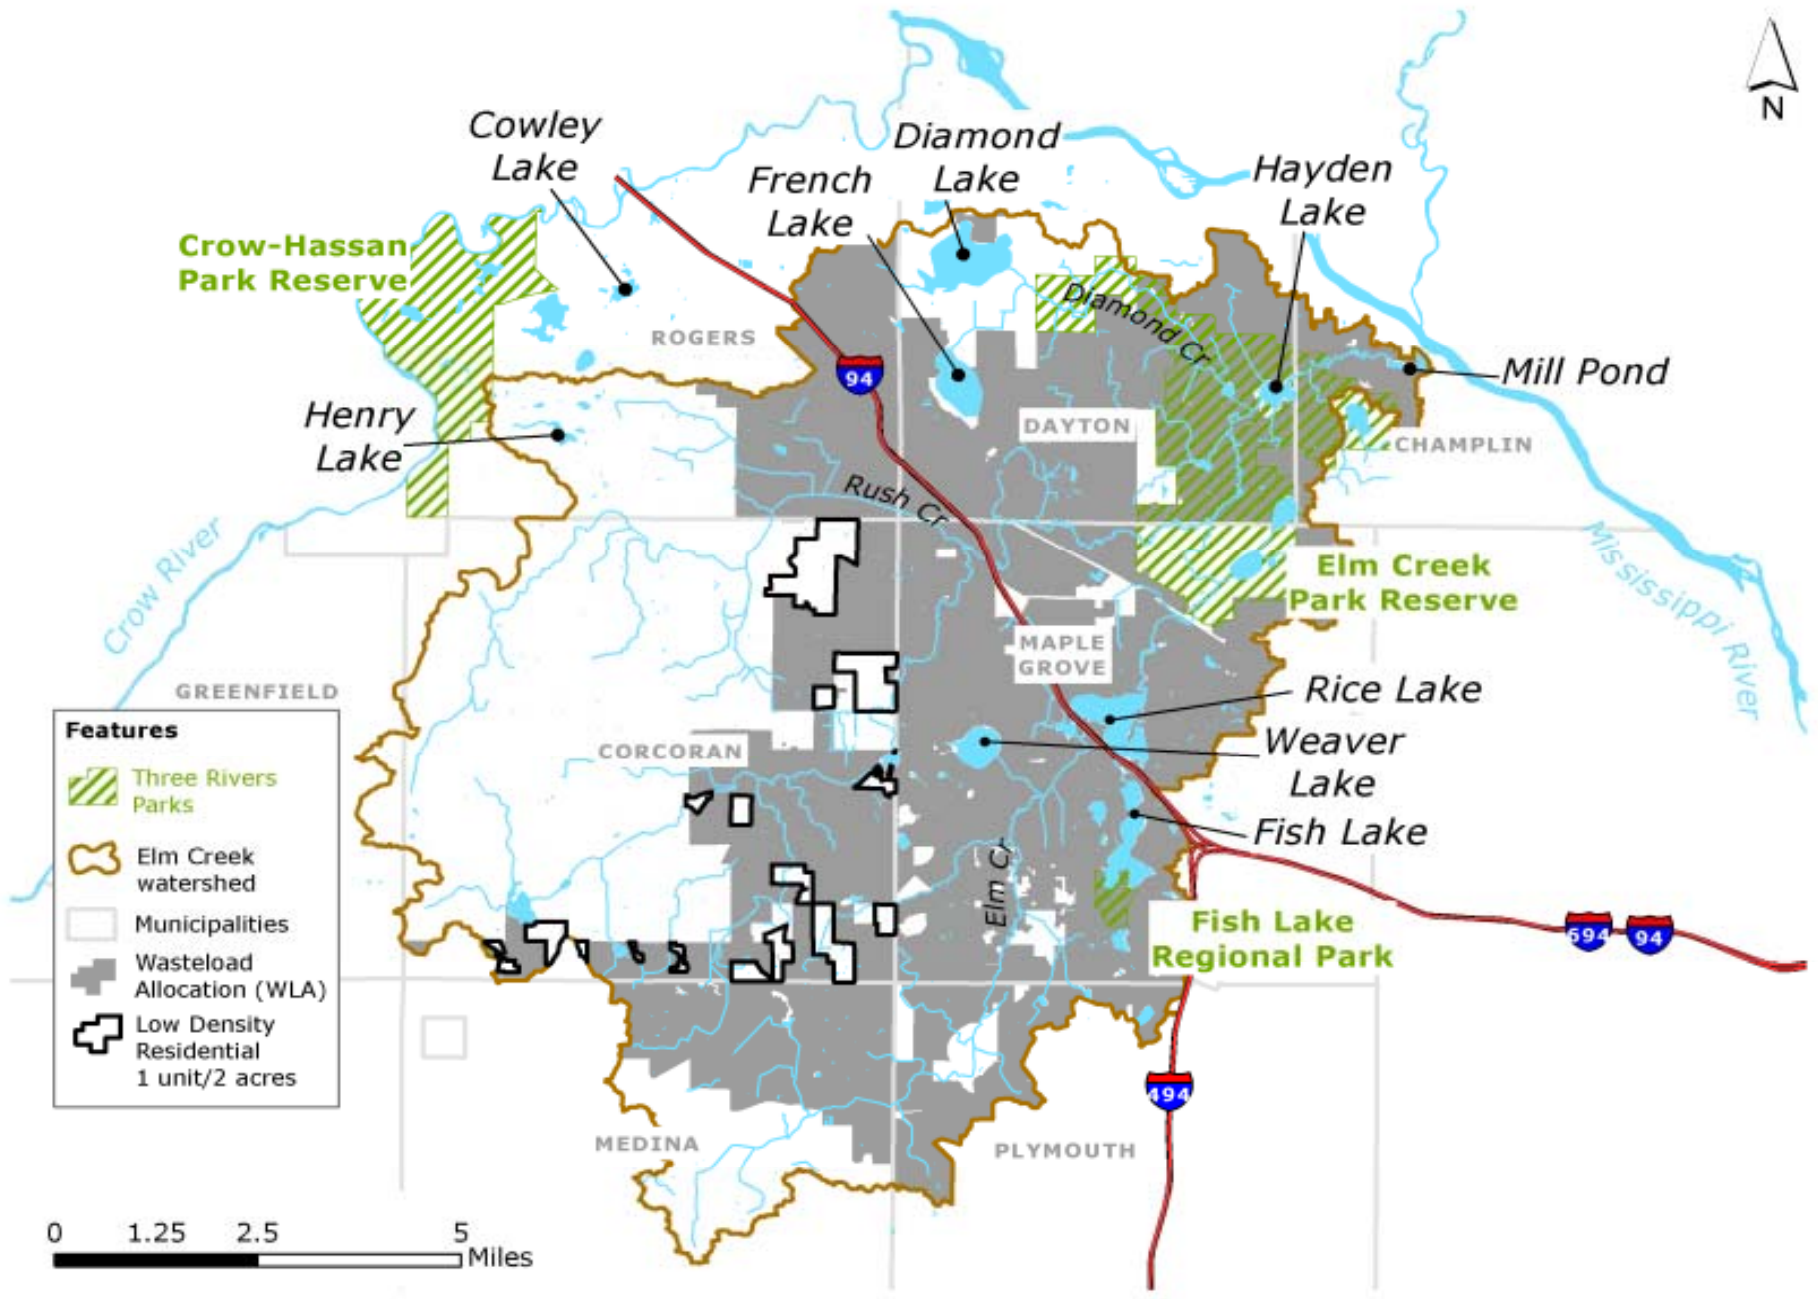 N
Cowley
Lake
Diamond
Lake
French
Lake
Hayden
Lake
Crow-Hassan
Park Reserve
ROGERS
Diamond Cr
94
Mill Pond
Henry
Lake
DAYTON
CHAMPLIN
Rush Cr
Crow River
Mississippi River
Elm Creek
Park Reserve
MAPLE
GROVE
GREENFIELD
Rice Lake
Weaver
Lake
CORCORAN
Fish Lake
Elm Cr
Fish Lake
Regional Park
694
94
494
MEDINA
PLYMOUTH
Features
Three Rivers
Parks
Elm Creek
watershed
Municipalities
Wasteload
Allocation (WLA)
Low Density
Residential
1 unit/2 acres
0 1.25 2.5 5
Miles